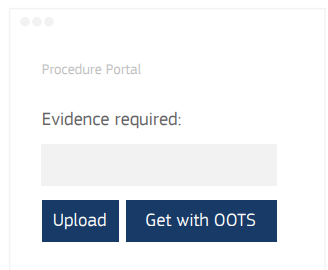 Procedure Portal
Evidence required:
Upload
Get with OOTS